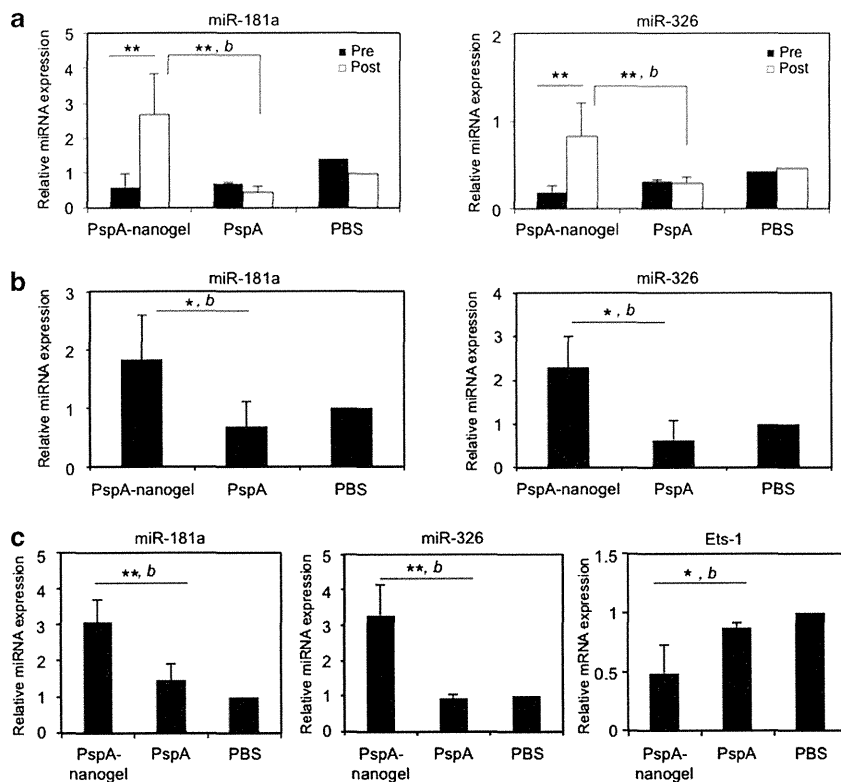 a
miR-181a
Relative miRNA expression
5
4
3
2
1
0
**
**, b
Pre
Post
PspA-nanogel
PspA
PBS
miR-326
Relative miRNA expression
2
1
0
**
**, b
Pre
Post
PspA-nanogel
PspA
PBS
b
miR-181a
Relative miRNA expression
3
2
1
0
*, b
PspA-nanogel
PspA
PBS
miR-326
Relative miRNA expression
4
3
2
1
0
*, b
PspA-nanogel
PspA
PBS
c
miR-181a
Relative miRNA expression
5
4
3
2
1
0
**, b
PspA-
nanogel
PspA
PBS
miR-326
Relative miRNA expression
5
4
3
2
1
0
**, b
PspA-
nanogel
PspA
PBS
Ets-1
Relative mRNA expression
1.5
1
0.5
0
*, b
PspA-
nanogel
PspA
PBS